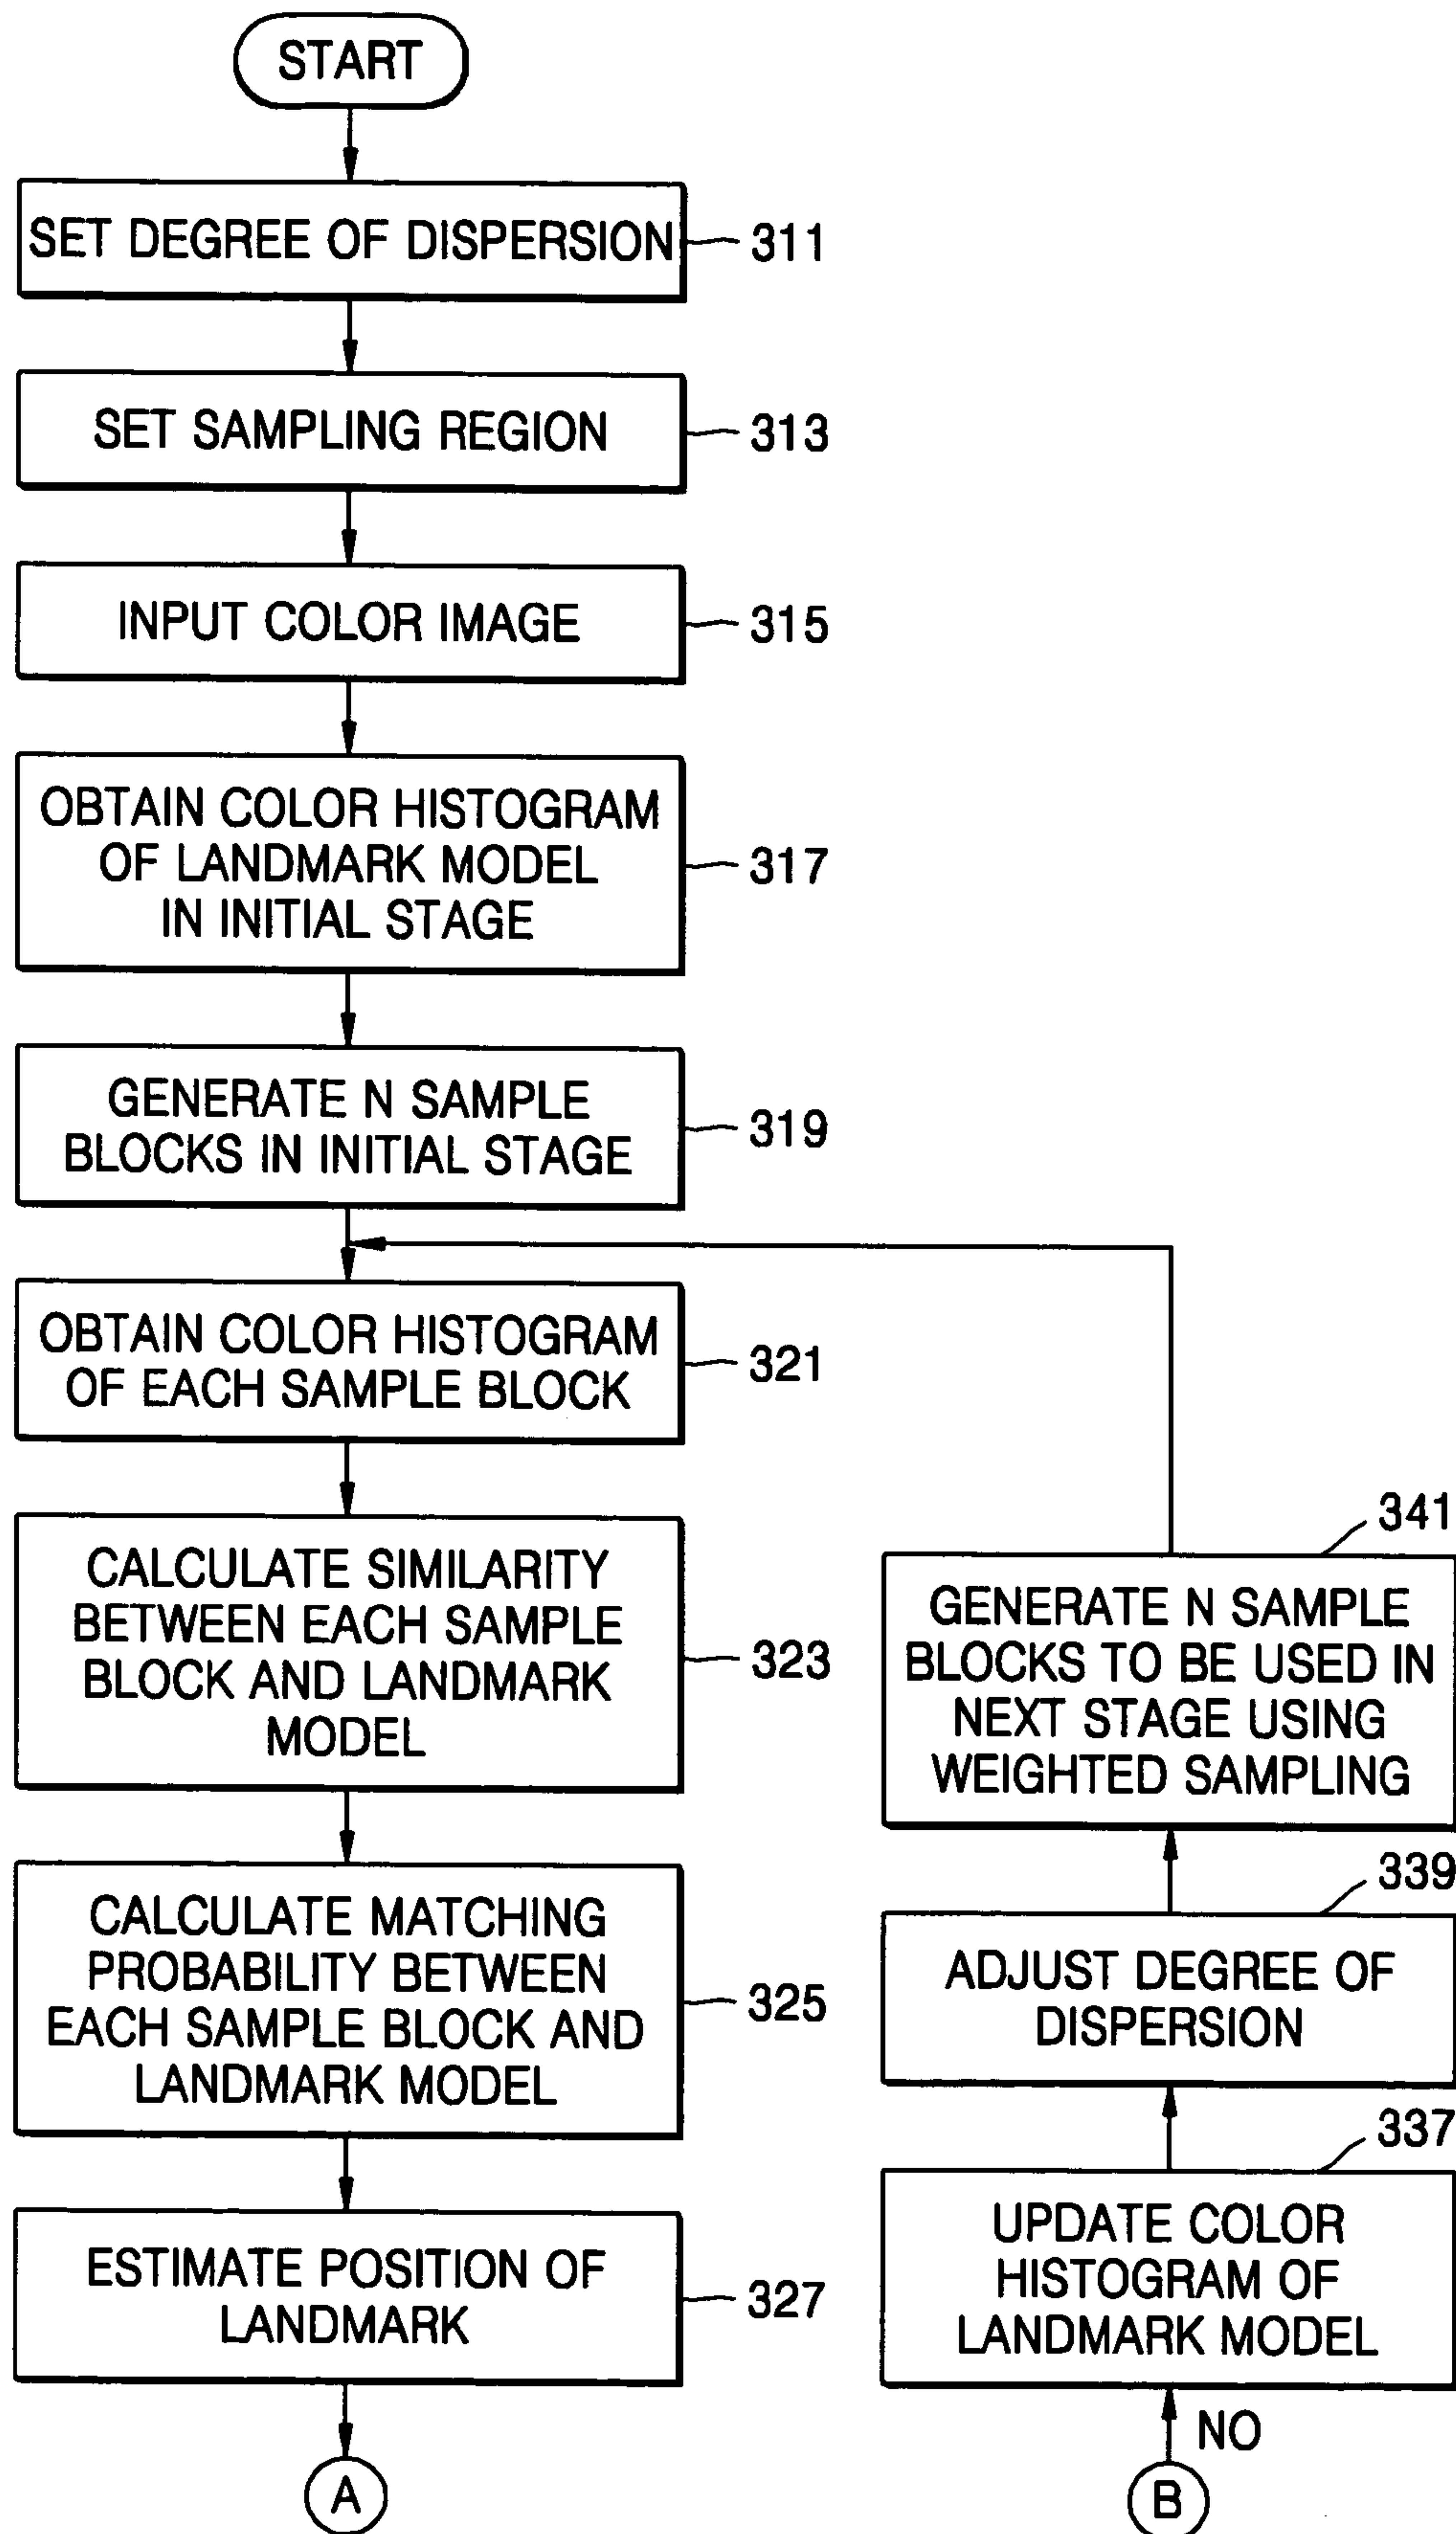 START
SET DEGREE OF DISPERSION
311
SET SAMPLING REGION
313
INPUT COLOR IMAGE
315
OBTAIN COLOR HISTOGRAM
OF LANDMARK MODEL
IN INITIAL STAGE
317
GENERATE N SAMPLE
BLOCKS IN INITIAL STAGE
319
OBTAIN COLOR HISTOGRAM
OF EACH SAMPLE BLOCK
321
CALCULATE SIMILARITY
BETWEEN EACH SAMPLE
BLOCK AND LANDMARK
MODEL
323
CALCULATE MATCHING
PROBABILITY BETWEEN
EACH SAMPLE BLOCK AND
LANDMARK MODEL
325
ESTIMATE POSITION OF
LANDMARK
327
A
341
GENERATE N SAMPLE
BLOCKS TO BE USED IN
NEXT STAGE USING
WEIGHTED SAMPLING
339
ADJUST DEGREE OF
DISPERSION
337
UPDATE COLOR
HISTOGRAM OF
LANDMARK MODEL
NO
B